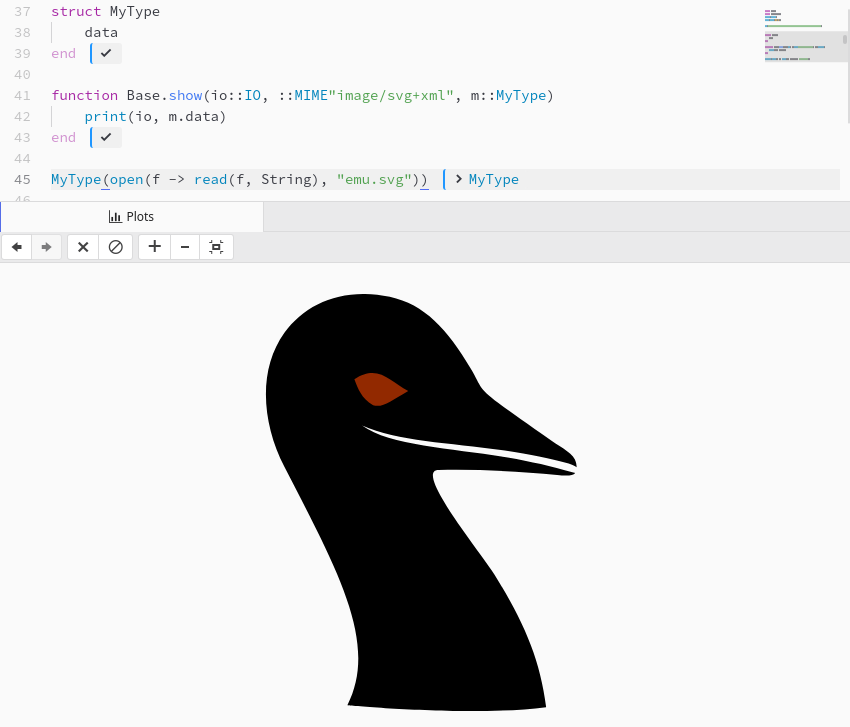 37 struct MyType
38     data
39 end ✓
40
41 function Base.show(io::IO, ::MIME"image/svg+xml", m::MyType)
42     print(io, m.data)
43 end ✓
44
45 MyType(open(f -> read(f, String), "emu.svg")) > MyType
46
Plots